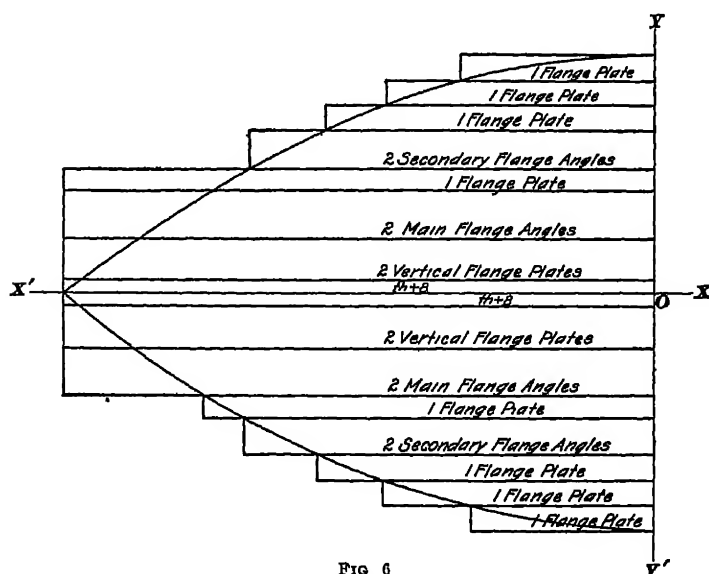 Y
1 Flange Plate
1 Flange Plate
1 Flange Plate
2 Secondary Flange Angles
1 Flange Plate
2 Main Flange Angles
2 Vertical Flange Plates
X' th÷8 X
th÷8 O
2 Vertical Flange Plates
2 Main Flange Angles
1 Flange Plate
2 Secondary Flange Angles
1 Flange Plate
1 Flange Plate
1 Flange Plate
FIG 6
Y'